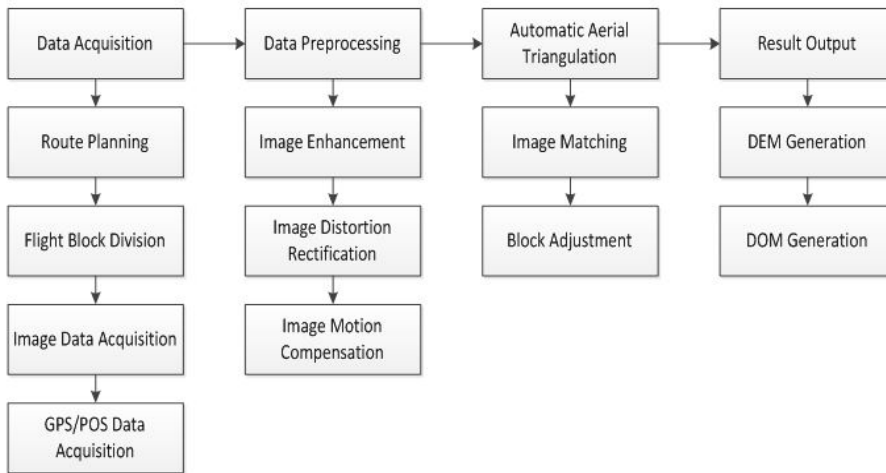 Data Acquisition
Data Preprocessing
Automatic Aerial
Triangulation
Result Output
Route Planning
Image Enhancement
Image Matching
DEM Generation
Flight Block Division
Image Distortion
Rectification
Block Adjustment
DOM Generation
Image Data Acquisition
Image Motion
Compensation
GPS/POS Data
Acquisition